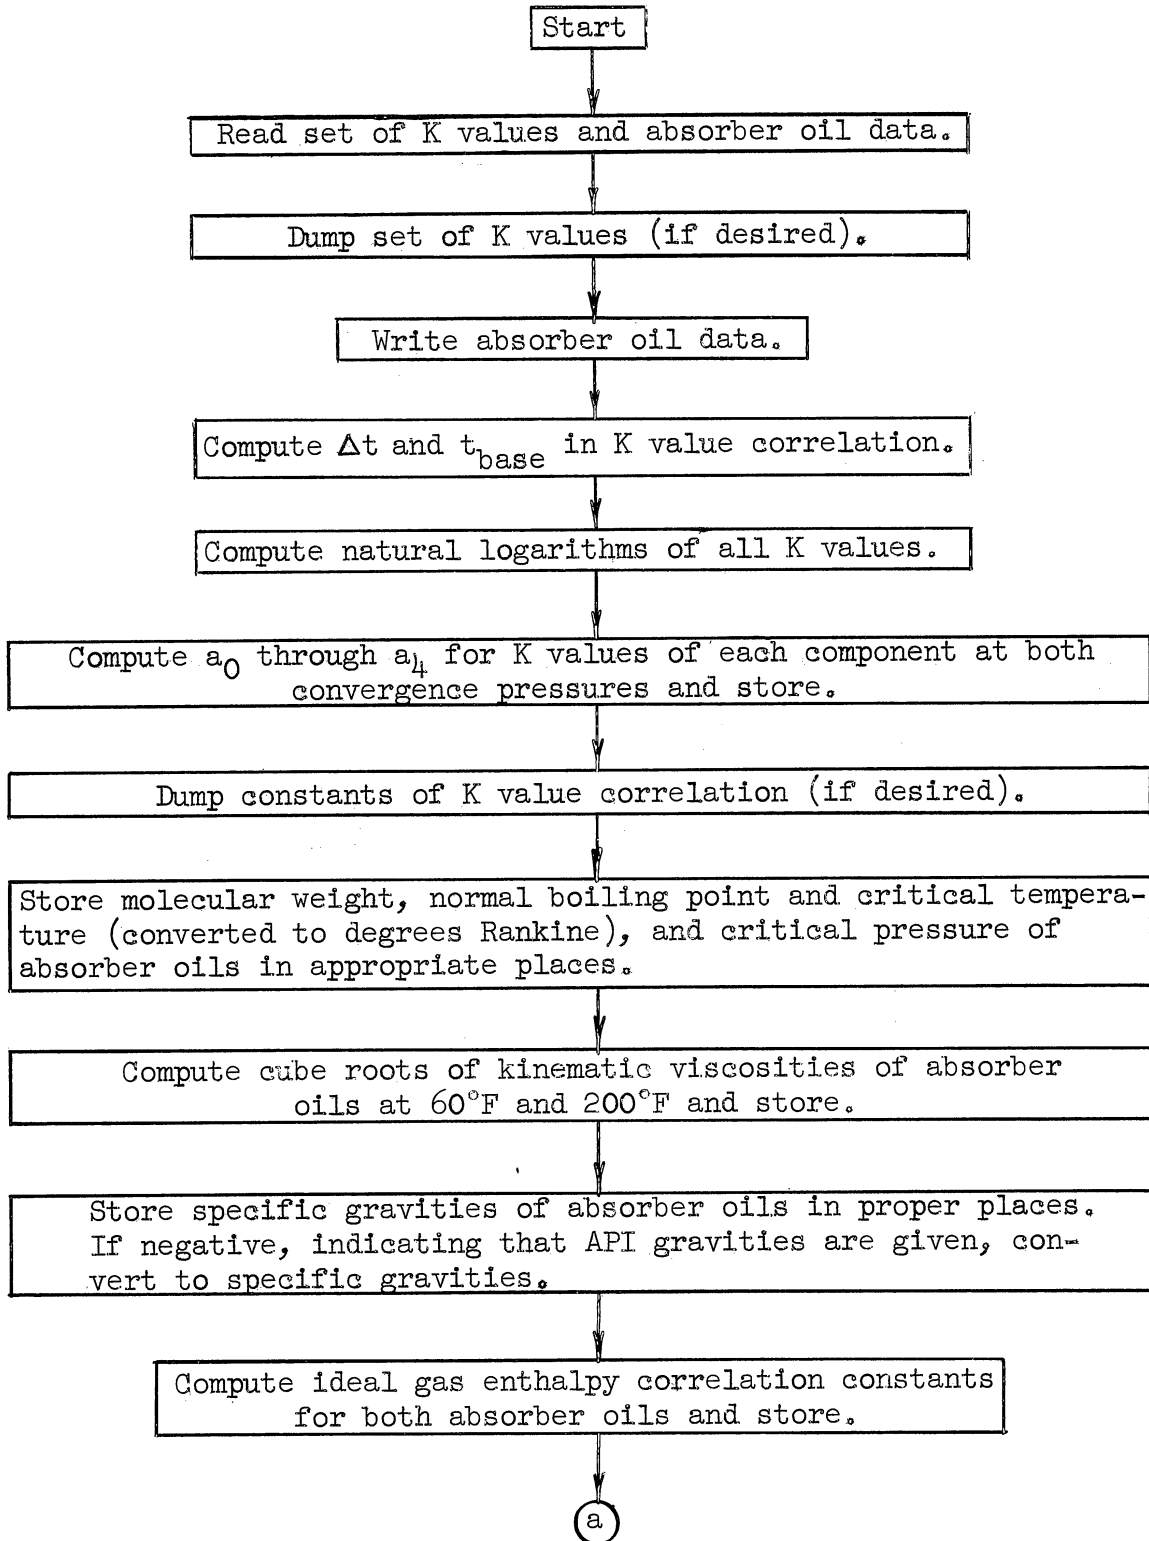 Start
Read set of K values and absorber oil data.
Dump set of K values (if desired).
Write absorber oil data.
Compute Δt and t_base in K value correlation.
Compute natural logarithms of all K values.
Compute a_0 through a_4 for K values of each component at both
convergence pressures and store.
Dump constants of K value correlation (if desired).
Store molecular weight, normal boiling point and critical tempera-
ture (converted to degrees Rankine), and critical pressure of
absorber oils in appropriate places.
Compute cube roots of kinematic viscosities of absorber
oils at 60°F and 200°F and store.
Store specific gravities of absorber oils in proper places.
If negative, indicating that API gravities are given, con-
vert to specific gravities.
Compute ideal gas enthalpy correlation constants
for both absorber oils and store.
a